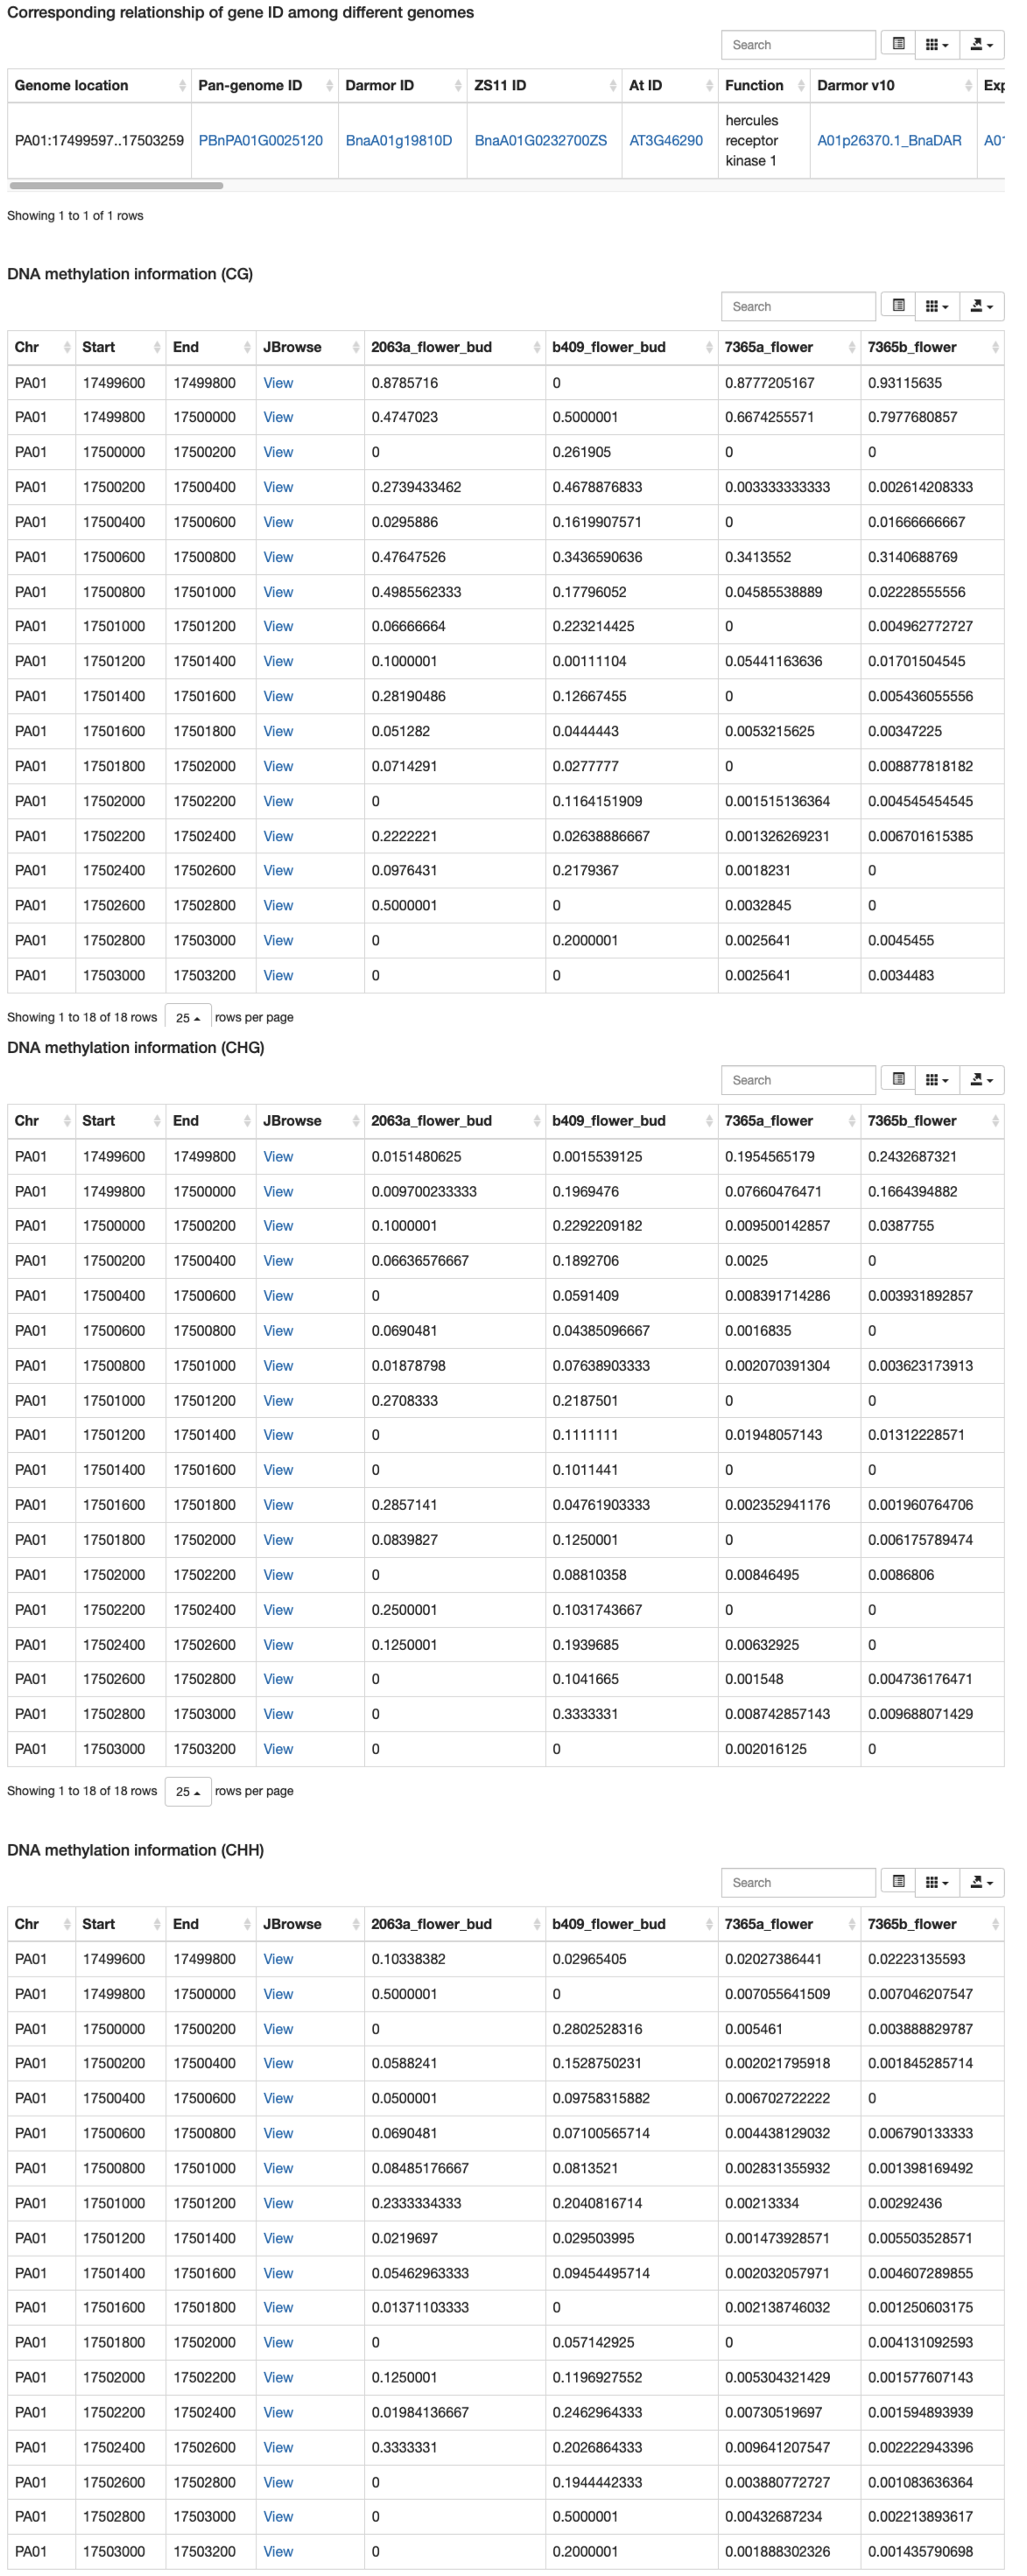 Corresponding relationship of gene ID among different genomes
Search
Genome location Pan-genome ID Darmor ID ZS11 ID At ID Function Darmor v10 Exp
PA01:17499597..17503259 PBnPA01G0025120 BnaA01g19810D BnaA01G0232700ZS AT3G46290 hercules receptor kinase 1 A01p26370.1_BnaDAR A01
Showing 1 to 1 of 1 rows
DNA methylation information (CG)
Search
Chr Start End JBrowse 2063a_flower_bud b409_flower_bud 7365a_flower 7365b_flower
PA01 17499600 17499800 View 0.8785716 0 0.8777205167 0.93115635
PA01 17499800 17500000 View 0.4747023 0.5000001 0.6674255571 0.7977680857
PA01 17500000 17500200 View 0 0.261905 0 0
PA01 17500200 17500400 View 0.2739433462 0.4678876833 0.003333333333 0.002614208333
PA01 17500400 17500600 View 0.0295886 0.1619907571 0 0.01666666667
PA01 17500600 17500800 View 0.47647526 0.3436590636 0.3413552 0.3140688769
PA01 17500800 17501000 View 0.4985562333 0.17796052 0.04585538889 0.02228555556
PA01 17501000 17501200 View 0.06666664 0.223214425 0 0.004962772727
PA01 17501200 17501400 View 0.1000001 0.00111104 0.05441163636 0.01701504545
PA01 17501400 17501600 View 0.28190486 0.12667455 0 0.005436055556
PA01 17501600 17501800 View 0.051282 0.0444443 0.0053215625 0.00347225
PA01 17501800 17502000 View 0.0714291 0.0277777 0 0.008877818182
PA01 17502000 17502200 View 0 0.1164151909 0.001515136364 0.004545454545
PA01 17502200 17502400 View 0.2222221 0.02638886667 0.001326269231 0.006701615385
PA01 17502400 17502600 View 0.0976431 0.2179367 0.0018231 0
PA01 17502600 17502800 View 0.5000001 0 0.0032845 0
PA01 17502800 17503000 View 0 0.2000001 0.0025641 0.0045455
PA01 17503000 17503200 View 0 0 0.0025641 0.0034483
Showing 1 to 18 of 18 rows 25 rows per page
DNA methylation information (CHG)
Search
Chr Start End JBrowse 2063a_flower_bud b409_flower_bud 7365a_flower 7365b_flower
PA01 17499600 17499800 View 0.0151480625 0.0015539125 0.1954565179 0.2432687321
PA01 17499800 17500000 View 0.009700233333 0.1969476 0.07660476471 0.1664394882
PA01 17500000 17500200 View 0.1000001 0.2292209182 0.009500142857 0.0387755
PA01 17500200 17500400 View 0.06636576667 0.1892706 0.0025 0
PA01 17500400 17500600 View 0 0.0591409 0.008391714286 0.003931892857
PA01 17500600 17500800 View 0.0690481 0.04385096667 0.0016835 0
PA01 17500800 17501000 View 0.01878798 0.07638903333 0.002070391304 0.003623173913
PA01 17501000 17501200 View 0.2708333 0.2187501 0 0
PA01 17501200 17501400 View 0 0.1111111 0.01948057143 0.01312228571
PA01 17501400 17501600 View 0 0.1011441 0 0
PA01 17501600 17501800 View 0.2857141 0.04761903333 0.002352941176 0.001960764706
PA01 17501800 17502000 View 0.0839827 0.1250001 0 0.006175789474
PA01 17502000 17502200 View 0 0.08810358 0.00846495 0.0086806
PA01 17502200 17502400 View 0.2500001 0.1031743667 0 0
PA01 17502400 17502600 View 0.1250001 0.1939685 0.00632925 0
PA01 17502600 17502800 View 0 0.1041665 0.001548 0.004736176471
PA01 17502800 17503000 View 0 0.3333331 0.008742857143 0.009688071429
PA01 17503000 17503200 View 0 0 0.002016125 0
Showing 1 to 18 of 18 rows 25 rows per page
DNA methylation information (CHH)
Search
Chr Start End JBrowse 2063a_flower_bud b409_flower_bud 7365a_flower 7365b_flower
PA01 17499600 17499800 View 0.10338382 0.02965405 0.02027386441 0.02223135593
PA01 17499800 17500000 View 0.5000001 0 0.007055641509 0.007046207547
PA01 17500000 17500200 View 0 0.2802528316 0.005461 0.003888829787
PA01 17500200 17500400 View 0.0588241 0.1528750231 0.002021795918 0.001845285714
PA01 17500400 17500600 View 0.0500001 0.09758315882 0.006702722222 0
PA01 17500600 17500800 View 0.0690481 0.07100565714 0.004438129032 0.006790133333
PA01 17500800 17501000 View 0.08485176667 0.0813521 0.002831355932 0.001398169492
PA01 17501000 17501200 View 0.2333334333 0.2040816714 0.00213334 0.00292436
PA01 17501200 17501400 View 0.0219697 0.029503995 0.001473928571 0.005503528571
PA01 17501400 17501600 View 0.05462963333 0.09454495714 0.002032057971 0.004607289855
PA01 17501600 17501800 View 0.01371103333 0 0.002138746032 0.001250603175
PA01 17501800 17502000 View 0 0.057142925 0 0.004131092593
PA01 17502000 17502200 View 0.1250001 0.1196927552 0.005304321429 0.001577607143
PA01 17502200 17502400 View 0.01984136667 0.2462964333 0.00730519697 0.001594893939
PA01 17502400 17502600 View 0.3333331 0.2026864333 0.009641207547 0.002222943396
PA01 17502600 17502800 View 0 0.1944442333 0.003880772727 0.001083636364
PA01 17502800 17503000 View 0 0.5000001 0.00432687234 0.002213893617
PA01 17503000 17503200 View 0 0.2000001 0.001888302326 0.001435790698